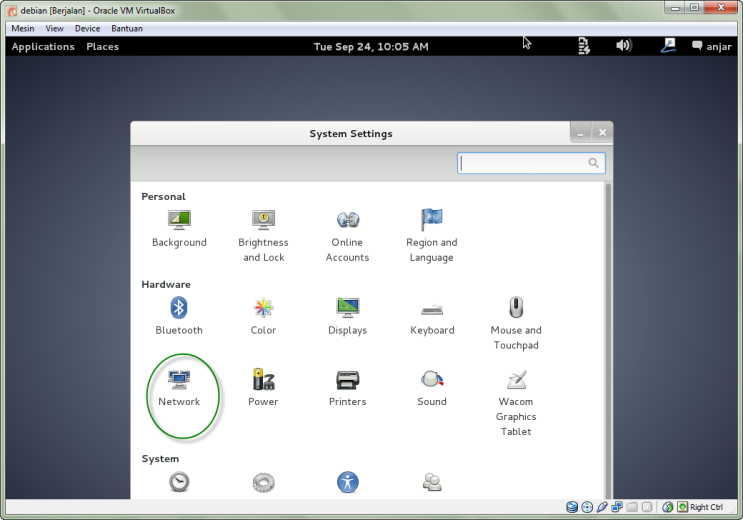 debian [Berjalan] - Oracle VM VirtualBox
Mesin View Device Bantuan
Applications Places Tue Sep 24, 10:05 AM anjar
System Settings
Personal
Background
Brightness
and Lock
Online
Accounts
Region and
Language
Hardware
Bluetooth
Color
Displays
Keyboard
Mouse and
Touchpad
Network
Power
Printers
Sound
Wacom
Graphics
Tablet
System
Right Ctrl